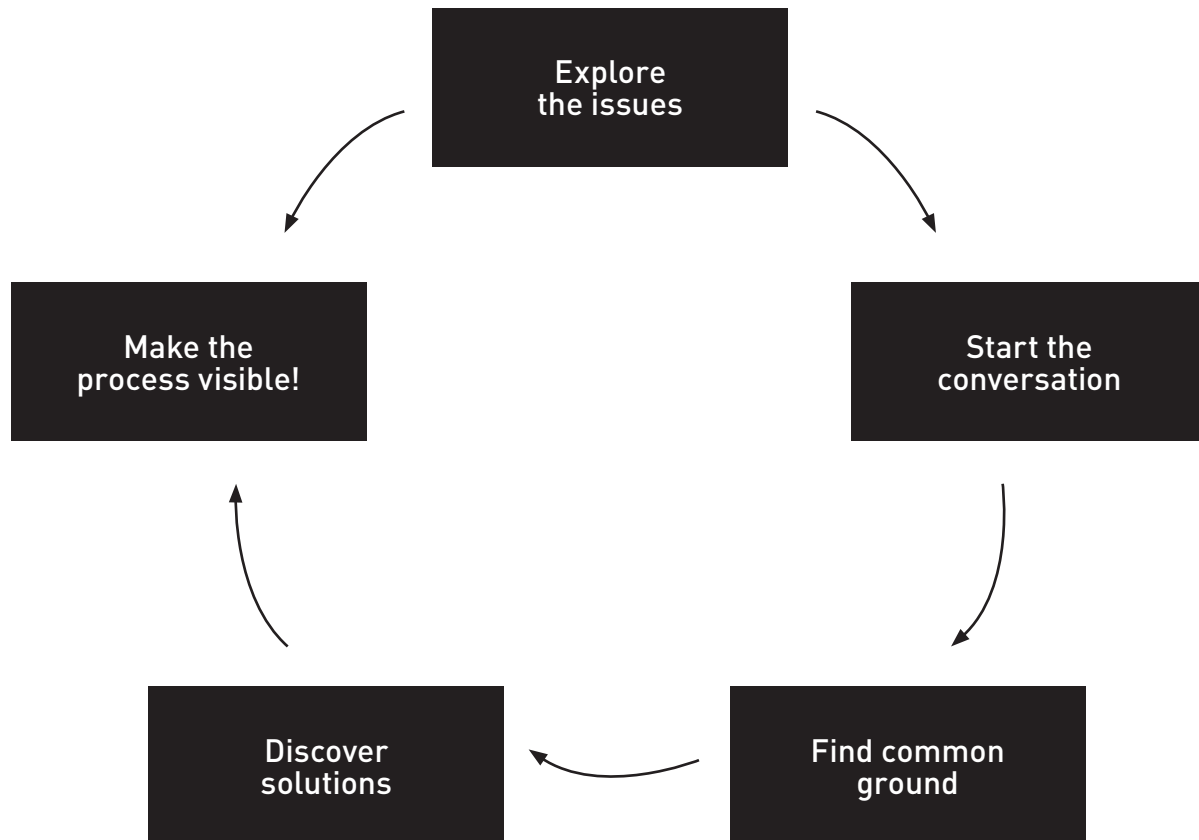 Explore
the issues
Start the
conversation
Find common
ground
Discover
solutions
Make the
process visible!